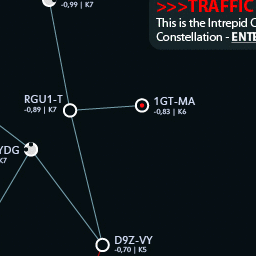 -0,99 | K7
>>>TRAFFIC
This is the Intrepid
Constellation - ENTE
RGU1-T
-0,89 | K7
1GT-MA
-0,83 | K6
YDG
K7
D9Z-VY
-0,70 | K5